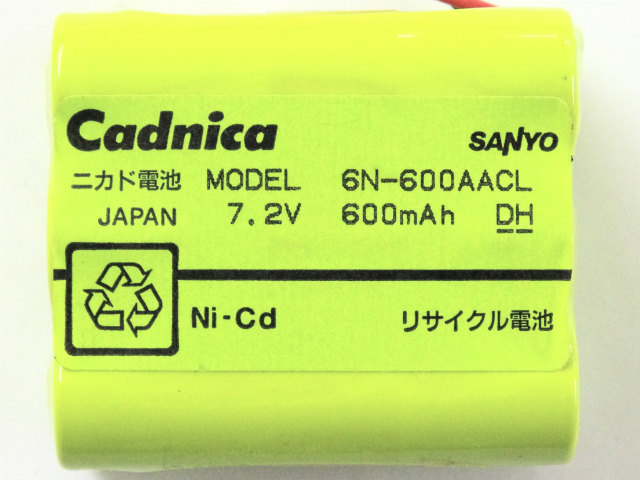 Cadnica SANYO
ニカド電池 MODEL 6N-600AACL
JAPAN 7.2V 600mAh DH
Ni-Cd リサイクル電池